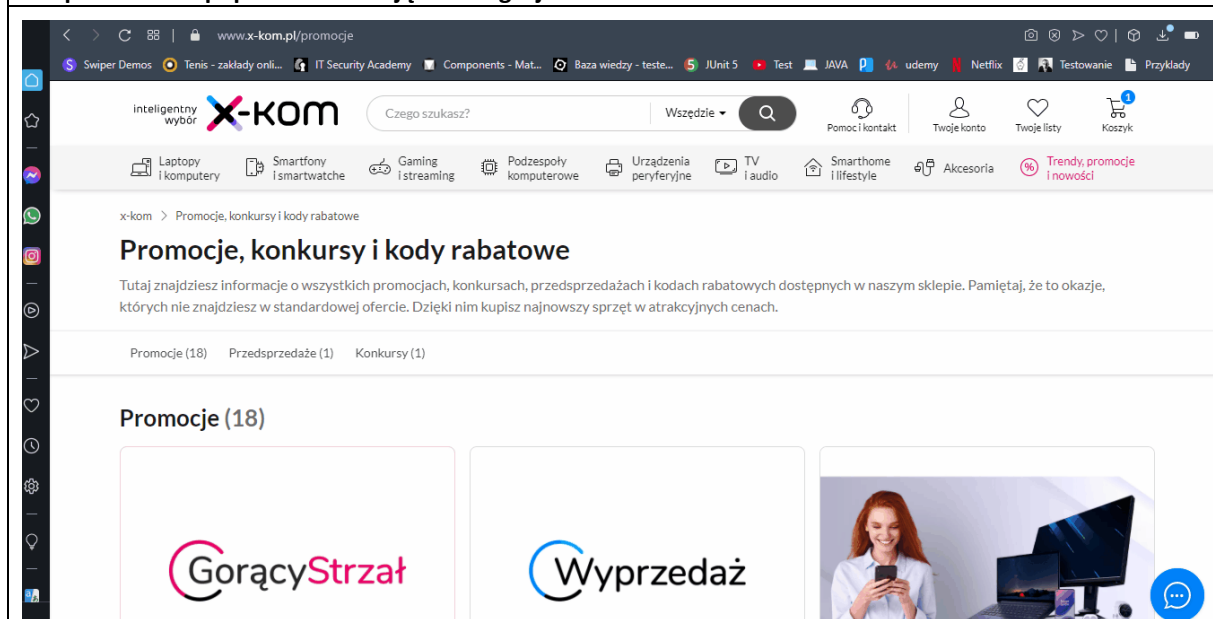 www.x-kom.pl/promocje
Swiper Demos Tenis - zakłady onli... IT Security Academy Components - Mat... Baza wiedzy - teste... JUnit 5 Test JAVA udemy Netflix Testowanie Przyklady
inteligentny
wybór
x-kom
Czego szukasz?
Wszędzie
Pomoc i kontakt
Twoje konto
Twoje listy
1
Koszyk
Laptopy
i komputery
Smartfony
i smartwatche
Gaming
i streaming
Podzespoły
komputerowe
Urządzenia
peryferyjne
TV
i audio
Smarthome
i lifestyle
Akcesoria
Trendy, promocje
i nowości
x-kom > Promocje, konkursy i kody rabatowe
Promocje, konkursy i kody rabatowe
Tutaj znajdziesz informacje o wszystkich promocjach, konkursach, przedsprzedażach i kodach rabatowych dostępnych w naszym sklepie. Pamiętaj, że to okazje,
których nie znajdziesz w standardowej ofercie. Dzięki nim kupisz najnowszy sprzęt w atrakcyjnych cenach.
Promocje (18) Przedsprzedaże (1) Konkursy (1)
Promocje (18)
GorącyStrzał
Wyprzedaż